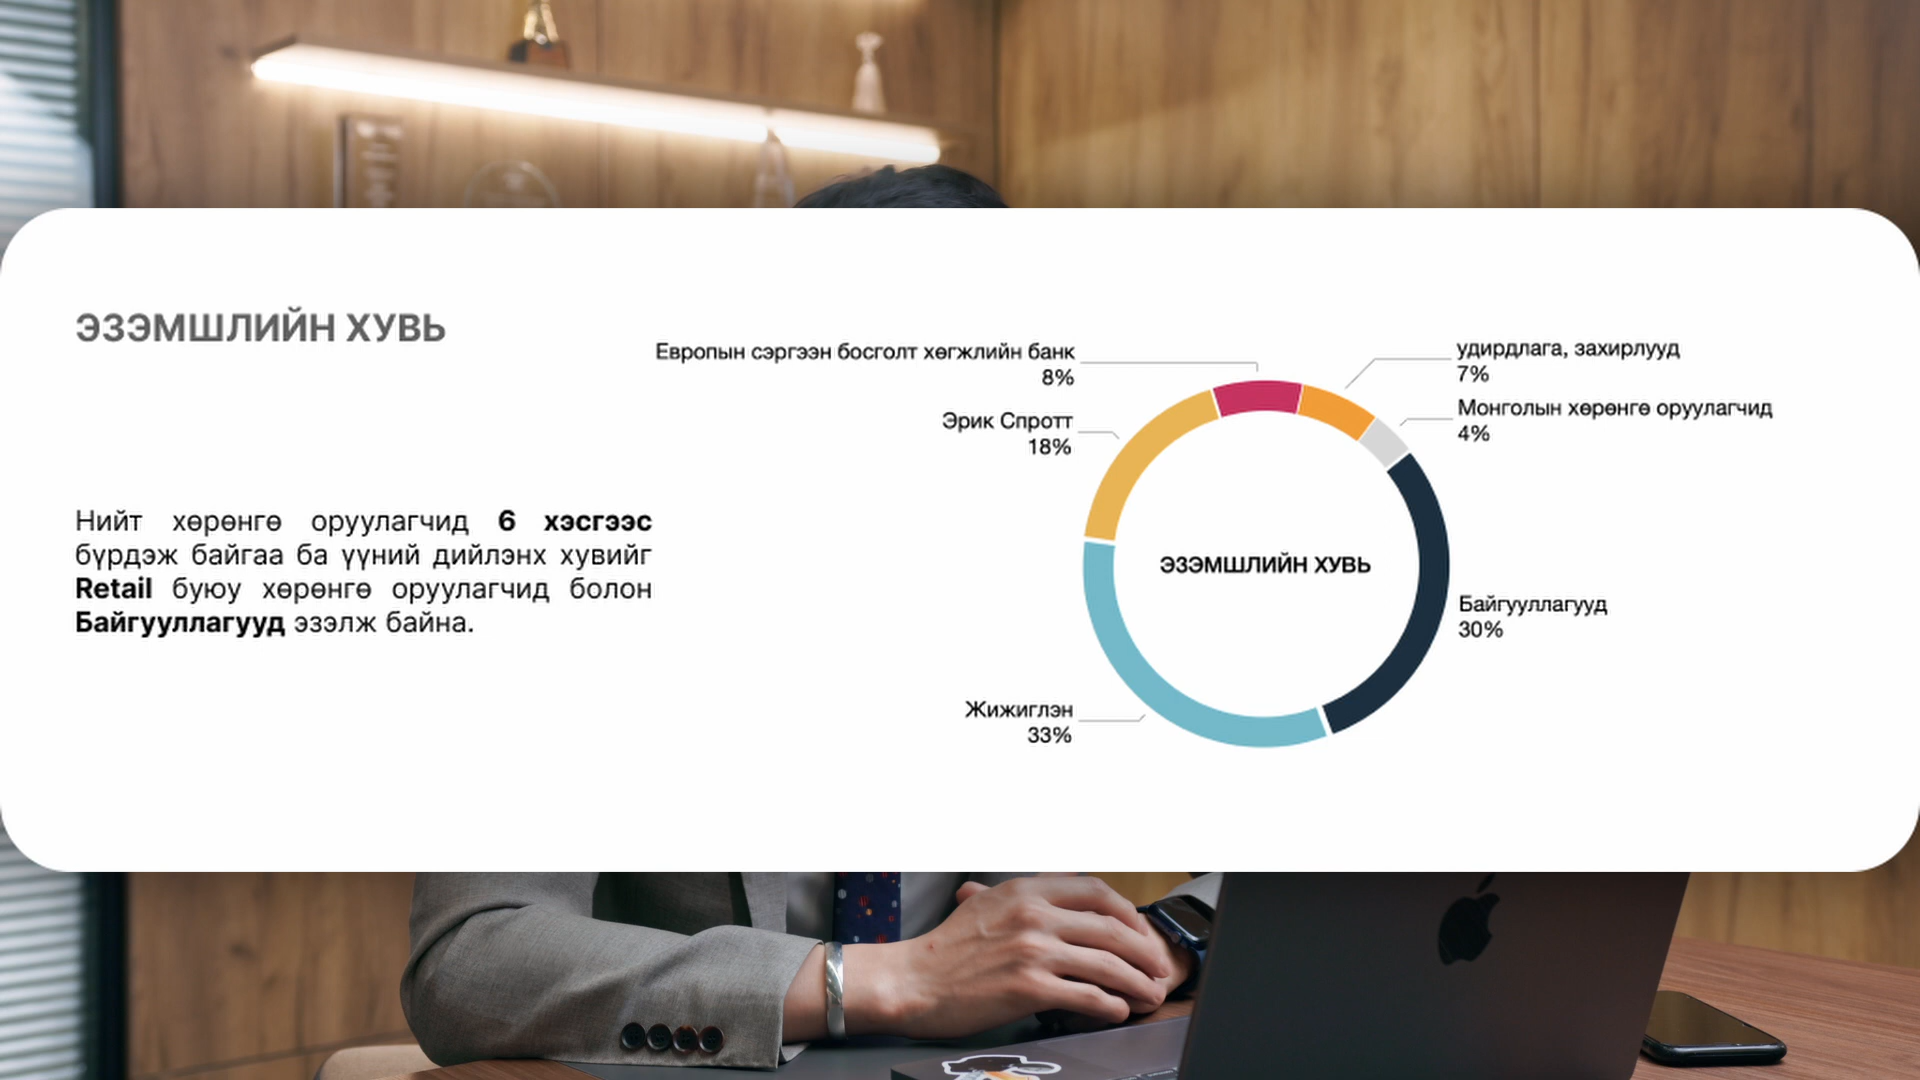 ЭЗЭМШЛИЙН ХУВЬ
Нийт хөрөнгө оруулагчид 6 хэсгээс
бүрдэж байгаа ба үүний дийлэнх хувийг
Retail буюу хөрөнгө оруулагчид болон
Байгууллагууд эзэлж байна.
Европын сэргээн босголт хөгжлийн банк
8%
удирдлага, захирлууд
7%
Эрик Спротт
18%
Монголын хөрөнгө оруулагчид
4%
ЭЗЭМШЛИЙН ХУВЬ
Байгууллагууд
30%
Жижиглэн
33%